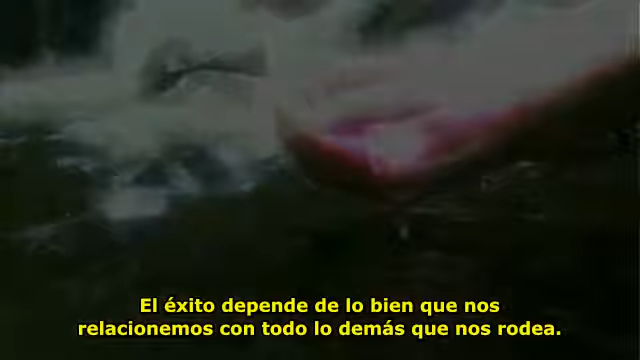 El éxito depende de lo bien que nos
relacionemos con todo lo demás que nos rodea.